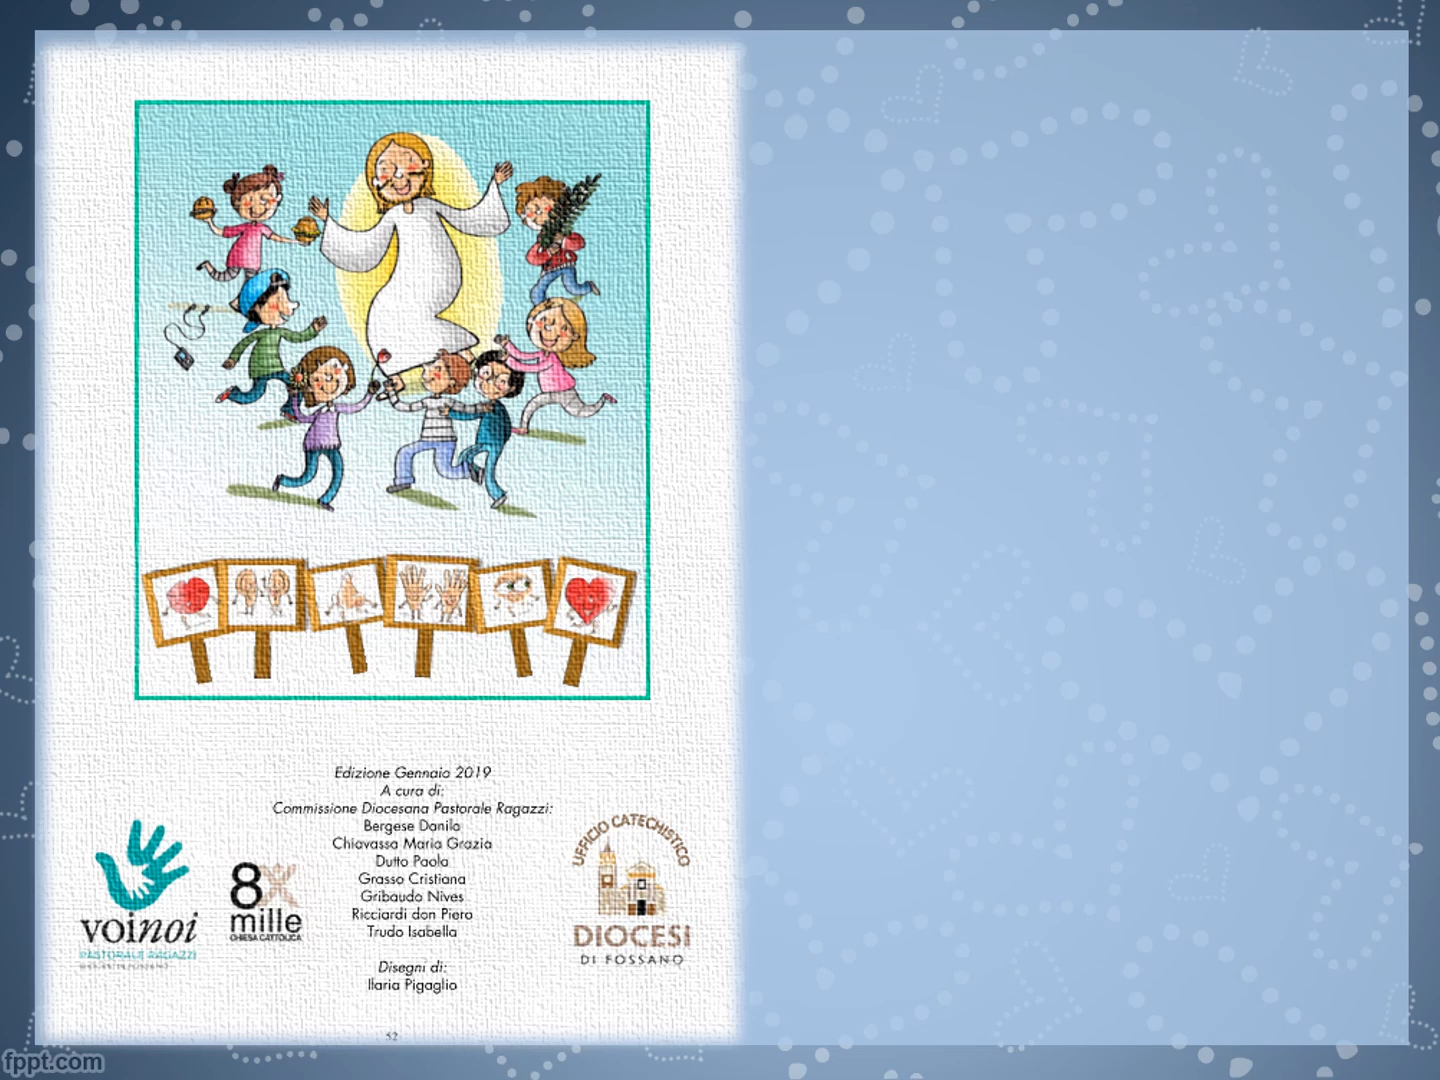 Edizione Gennaio 2019
A cura di:
Commissione Diocesana Pastorale Ragazzi:
Bergese Danilo
Chiavassa Maria Grazia
Dutto Paola
Grasso Cristiana
Gribaudo Nives
Ricciardi don Piero
Trudo Isabella
Disegni di:
Ilaria Pigaglio
voinoi
PASTORALE RAGAZZI
8X
mille
CHIESA CATTOLICA
UFFICIO CATECHISTICO
DIOCESI
DI FOSSANO
52
fppt.com